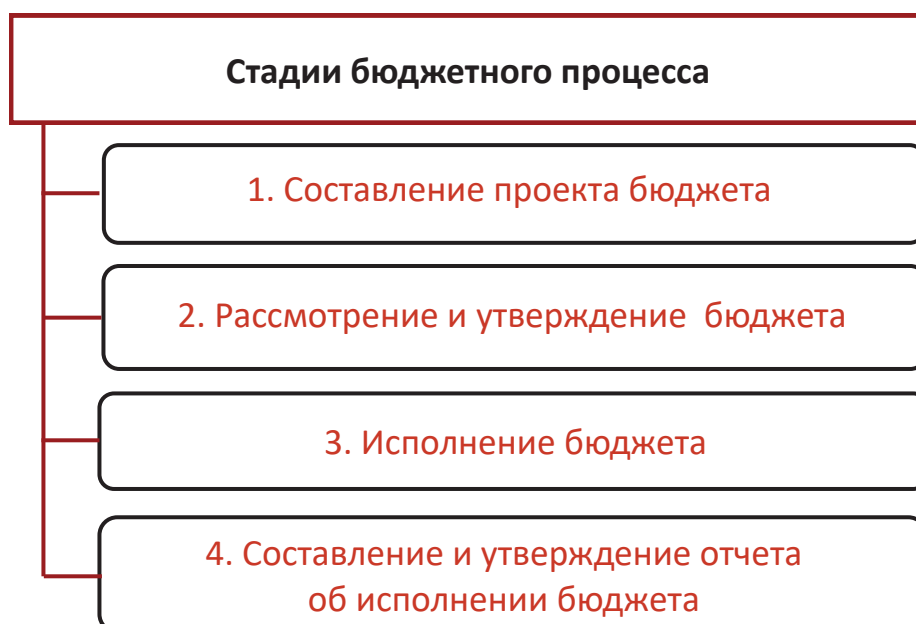 Стадии бюджетного процесса
1. Составление проекта бюджета
2. Рассмотрение и утверждение бюджета
3. Исполнение бюджета
4. Составление и утверждение отчета
об исполнении бюджета